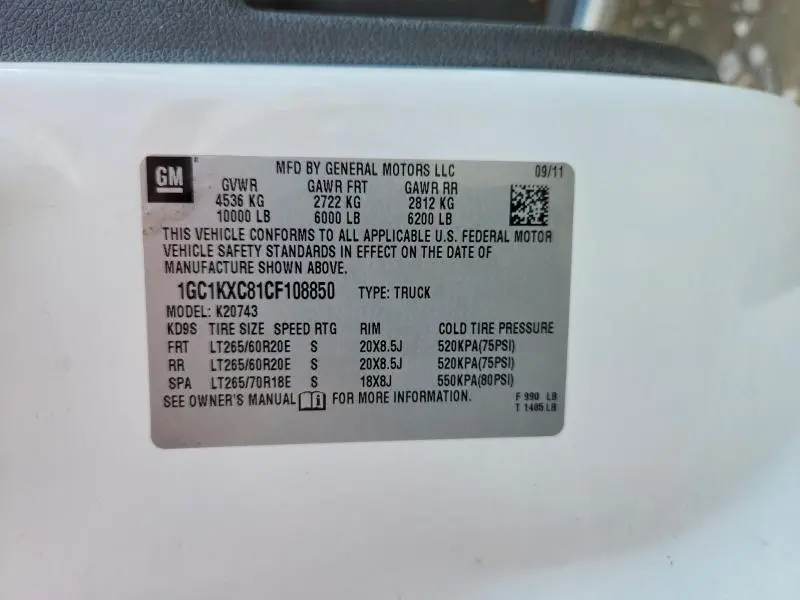 GM
MFD BY GENERAL MOTORS LLC 09/11
GVWR GAWR FRT GAWR RR
4536 KG 2722 KG 2812 KG
10000 LB 6000 LB 6200 LB
THIS VEHICLE CONFORMS TO ALL APPLICABLE U.S. FEDERAL MOTOR
VEHICLE SAFETY STANDARDS IN EFFECT ON THE DATE OF
MANUFACTURE SHOWN ABOVE.
1GC1KXC81CF108850 TYPE: TRUCK
MODEL: K20743
KD9S TIRE SIZE SPEED RTG RIM COLD TIRE PRESSURE
FRT LT265/60R20E S 20X8.5J 520KPA(75PSI)
RR LT265/60R20E S 20X8.5J 520KPA(75PSI)
SPA LT265/70R18E S 18X8J 550KPA(80PSI)
SEE OWNER'S MANUAL FOR MORE INFORMATION.
F 990 LB
T 1485 LB